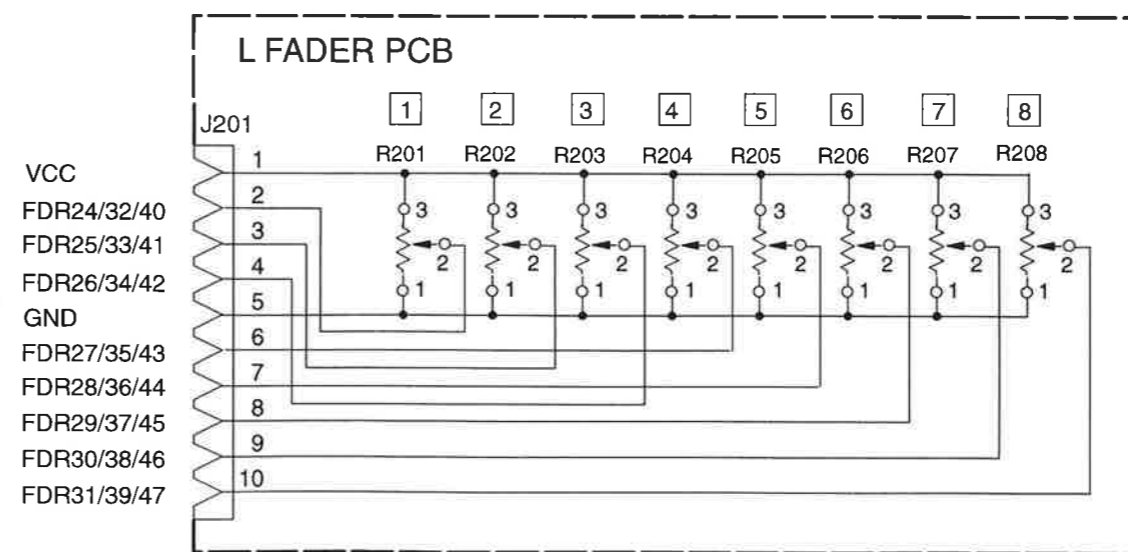 L FADER PCB
1 2 3 4 5 6 7 8
J201
R201 R202 R203 R204 R205 R206 R207 R208
VCC 1
FDR24/32/40 2
3 3 3 3 3 3 3 3
FDR25/33/41 3
2 2 2 2 2 2 2 2
FDR26/34/42 4
1 1 1 1 1 1 1 1
GND 5
FDR27/35/43 6
FDR28/36/44 7
FDR29/37/45 8
FDR30/38/46 9
FDR31/39/47 10